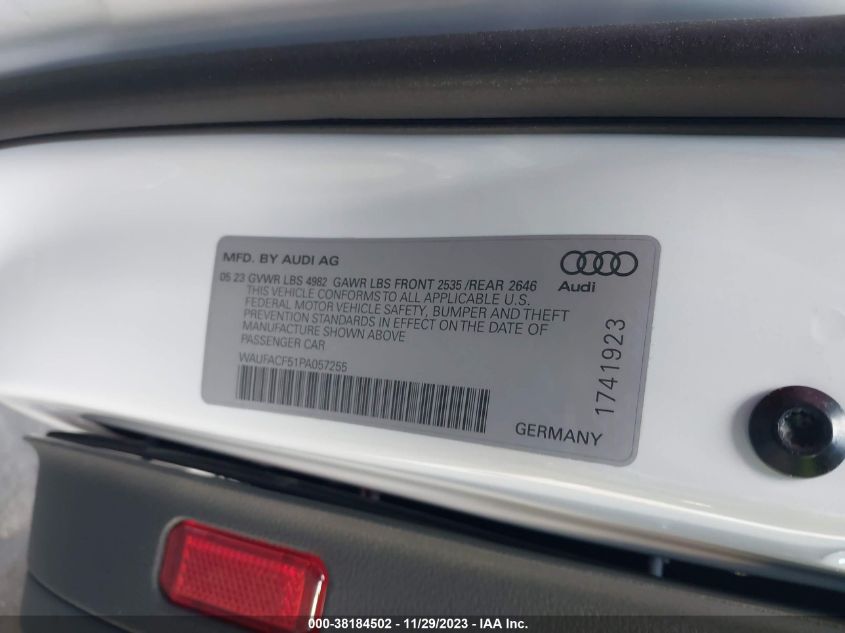 MFD. BY AUDI AG
05 23 GVWR LBS 4982 GAWR LBS FRONT 2535 /REAR 2646
THIS VEHICLE CONFORMS TO ALL APPLICABLE U.S.
FEDERAL MOTOR VEHICLE SAFETY, BUMPER AND THEFT
PREVENTION STANDARDS IN EFFECT ON THE DATE OF
MANUFACTURE SHOWN ABOVE
PASSENGER CAR
WAUFACF51PA057255
Audi
1741923
GERMANY
000-38184502 - 11/29/2023 - IAA Inc.